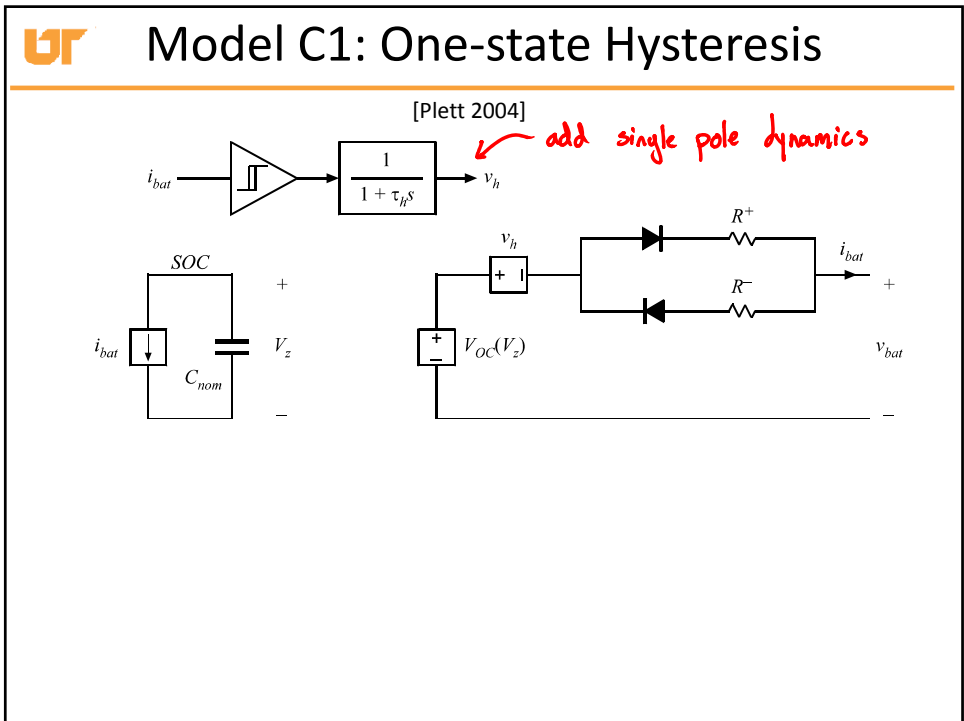 UT
Model C1: One-state Hysteresis
[Plett 2004]
add single pole dynamics
i_bat
1
1 + τ_h s
v_h
SOC
i_bat
C_nom
+
V_z
−
v_h
+ −
+
−
V_OC(V_z)
R⁺
R⁻
i_bat
+
v_bat
−